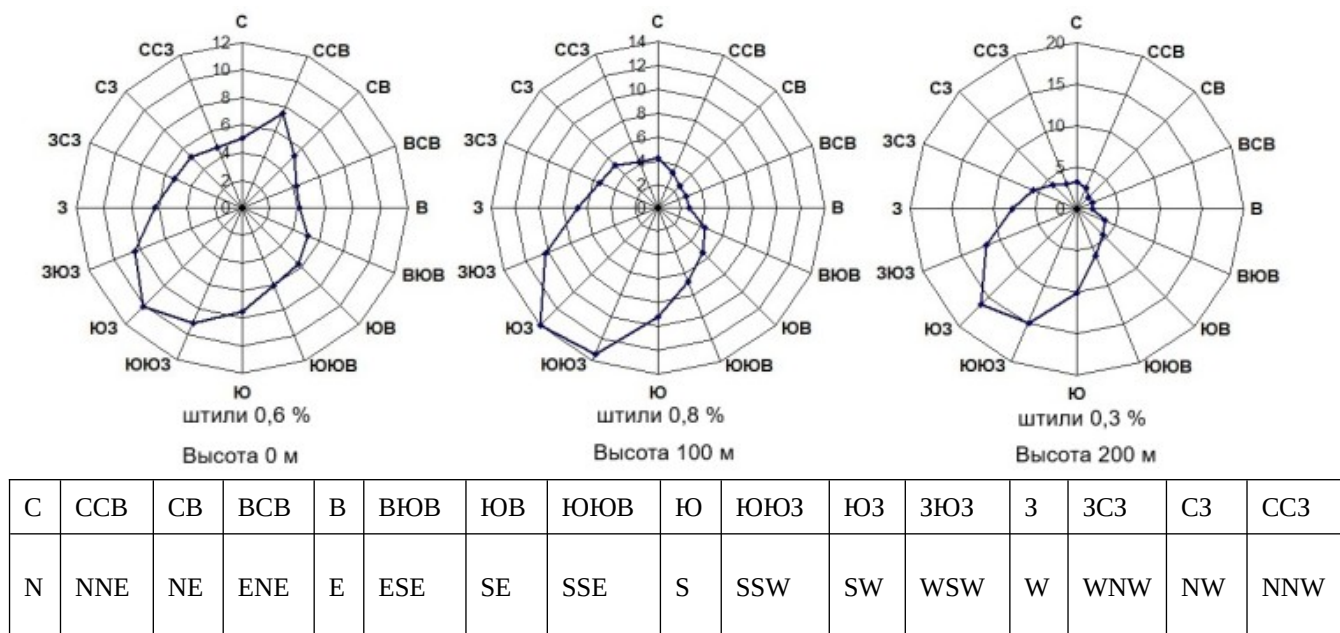 С
ССВ
СВ
ВСВ
В
ВЮВ
ЮВ
ЮЮВ
Ю
ЮЮЗ
ЮЗ
ЗЮЗ
З
ЗСЗ
СЗ
ССЗ
12
10
8
6
4
2
0
штили 0,6 %
Высота 0 м
С
ССВ
СВ
ВСВ
В
ВЮВ
ЮВ
ЮЮВ
Ю
ЮЮЗ
ЮЗ
ЗЮЗ
З
ЗСЗ
СЗ
ССЗ
14
12
10
8
6
4
2
0
штили 0,8 %
Высота 100 м
С
ССВ
СВ
ВСВ
В
ВЮВ
ЮВ
ЮЮВ
Ю
ЮЮЗ
ЮЗ
ЗЮЗ
З
ЗСЗ
СЗ
ССЗ
20
15
10
5
0
штили 0,3 %
Высота 200 м
С ССВ СВ ВСВ В ВЮВ ЮВ ЮЮВ Ю ЮЮЗ ЮЗ ЗЮЗ З ЗСЗ СЗ ССЗ
N NNE NE ENE E ESE SE SSE S SSW SW WSW W WNW NW NNW